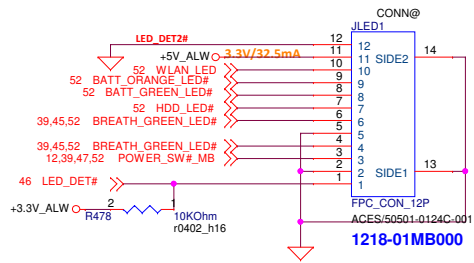 CONN@
JLED1
LED_DET2#
12 12
+5V_ALW 3.3V/32.5mA 11 11 SIDE2 14
52 WLAN_LED 10 10
52 BATT_ORANGE_LED# 9 9
52 BATT_GREEN_LED# 8 8
52 HDD_LED# 7 7
39,45,52 BREATH_GREEN_LED# 6 6
5 5
39,45,52 BREATH_GREEN_LED# 4 4
12,39,47,52 POWER_SW#_MB 3 3
2 2 SIDE1 13
46 LED_DET# 1 1
FPC_CON_12P
+3.3V_ALW 2 1
R478 10KOhm
r0402_h16
ACES/50501-0124C-001
1218-01MB000